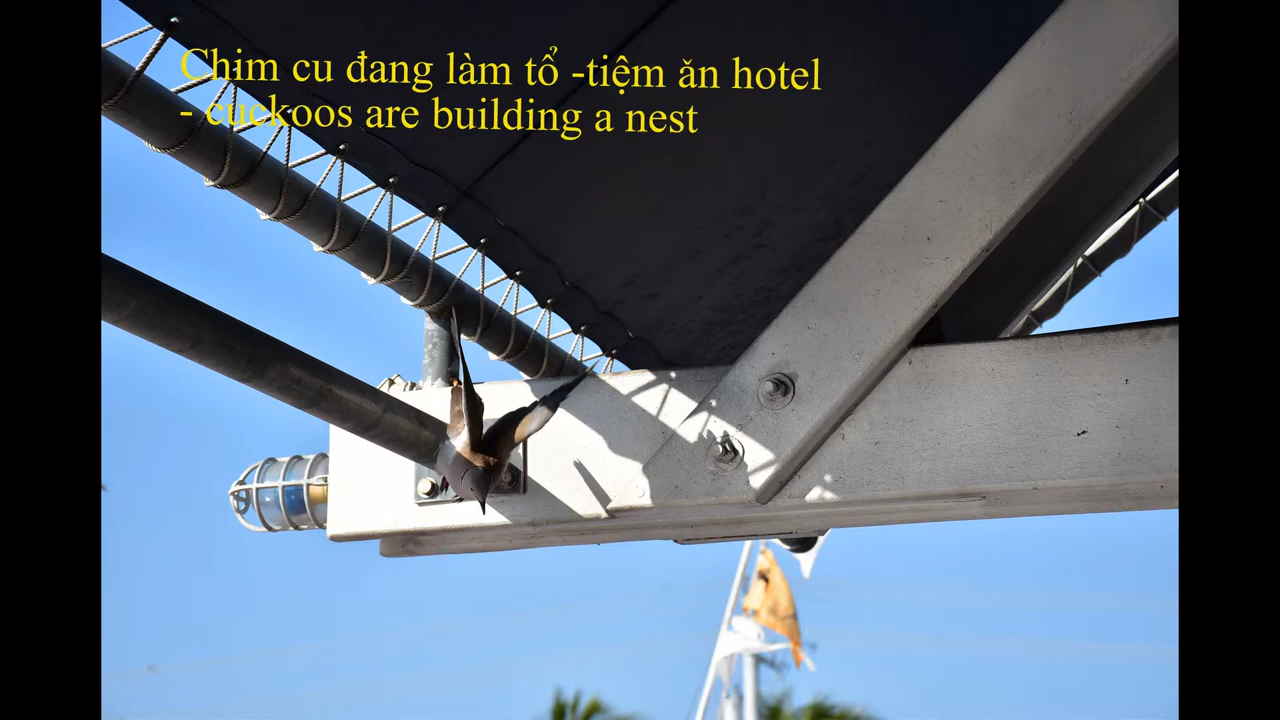 Chim cu đang làm tổ -tiệm ăn hotel
- cuckoos are building a nest